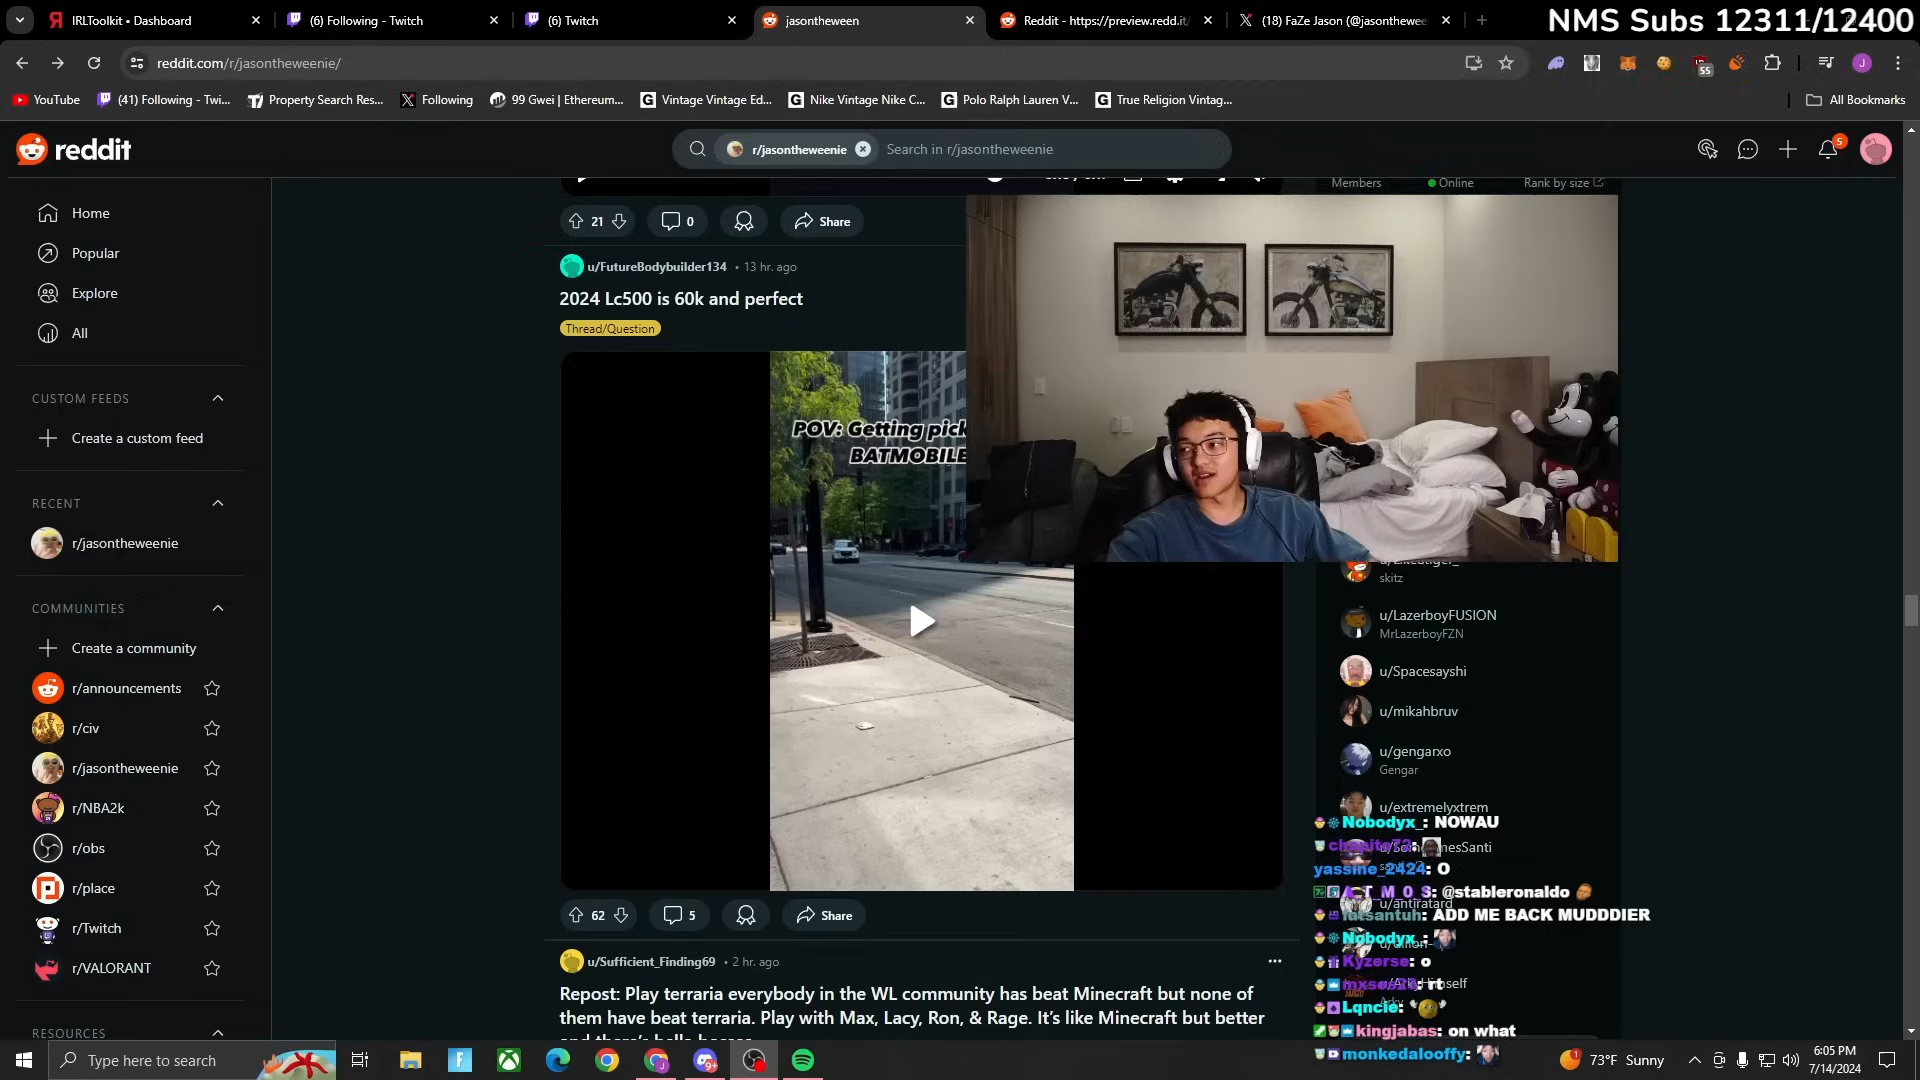 IRLToolkit • Dashboard
(6) Following - Twitch
(6) Twitch
jasontheween
Reddit - https://preview.redd.it/
(18) FaZe Jason (@jasonthewee
NMS Subs 12311/12400
reddit.com/r/jasontheweenie/
55
J
YouTube
(41) Following - Twi...
Property Search Res...
Following
99 Gwei | Ethereum...
Vintage Vintage Ed...
Nike Vintage Nike C...
Polo Ralph Lauren V...
True Religion Vintag...
All Bookmarks
reddit
r/jasontheweenie
Search in r/jasontheweenie
5
Members
Online
Rank by size
Home
Popular
Explore
All
CUSTOM FEEDS
Create a custom feed
RECENT
r/jasontheweenie
COMMUNITIES
Create a community
r/announcements
r/civ
r/jasontheweenie
r/NBA2k
r/obs
r/place
r/Twitch
r/VALORANT
RESOURCES
21
0
Share
u/FutureBodybuilder134 • 13 hr. ago
2024 Lc500 is 60k and perfect
Thread/Question
POV: Getting pick
BATMOBILE
62
5
Share
u/Sufficient_Finding69 • 2 hr. ago
Repost: Play terraria everybody in the WL community has beat Minecraft but none of
them have beat terraria. Play with Max, Lacy, Ron, & Rage. It's like Minecraft but better
skitz
u/LazerboyFUSION
MrLazerboyFZN
u/Spacesayshi
u/mikahbruv
u/gengarxo
Gengar
u/extremelyxtrem
Nobodyx_: NOWAU
yassine_2424: O
@stableronaldo
u/antiratard
ADD ME BACK MUDDDIER
Nobodyx_:
Kyzerse: o
rt
Lqncie:
kingjabas: on what
monkedalooffy:
Type here to search
9+
73°F Sunny
6:05 PM
7/14/2024